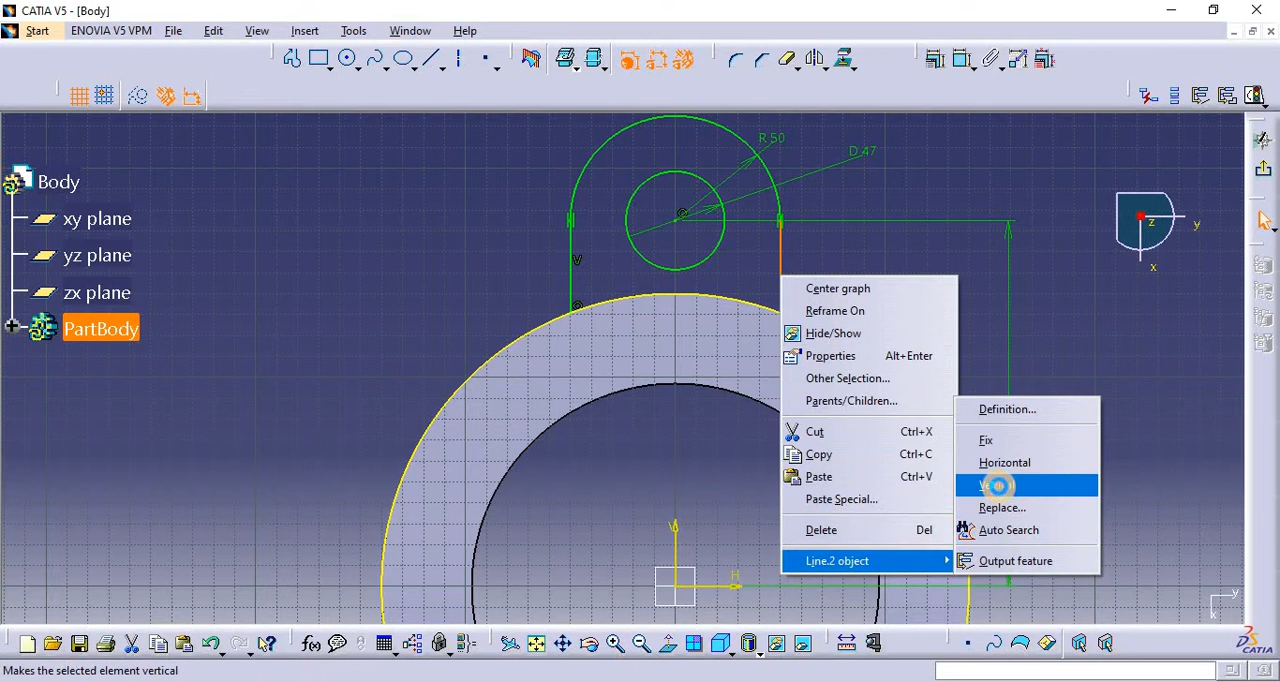 CATIA V5 - [Body]
Start ENOVIA V5 VPM File Edit View Insert Tools Window Help
R 50
D 47
Body
xy plane
yz plane
zx plane
PartBody
z
y
x
V
Center graph
Reframe On
Hide/Show
Properties Alt+Enter
Other Selection...
Parents/Children...
Cut Ctrl+X
Copy Ctrl+C
Paste Ctrl+V
Paste Special...
Delete Del
Line.2 object
Definition...
Fix
Horizontal
Replace...
Auto Search
Output feature
V
H
y
x
f(x)
CATIA
Makes the selected element vertical